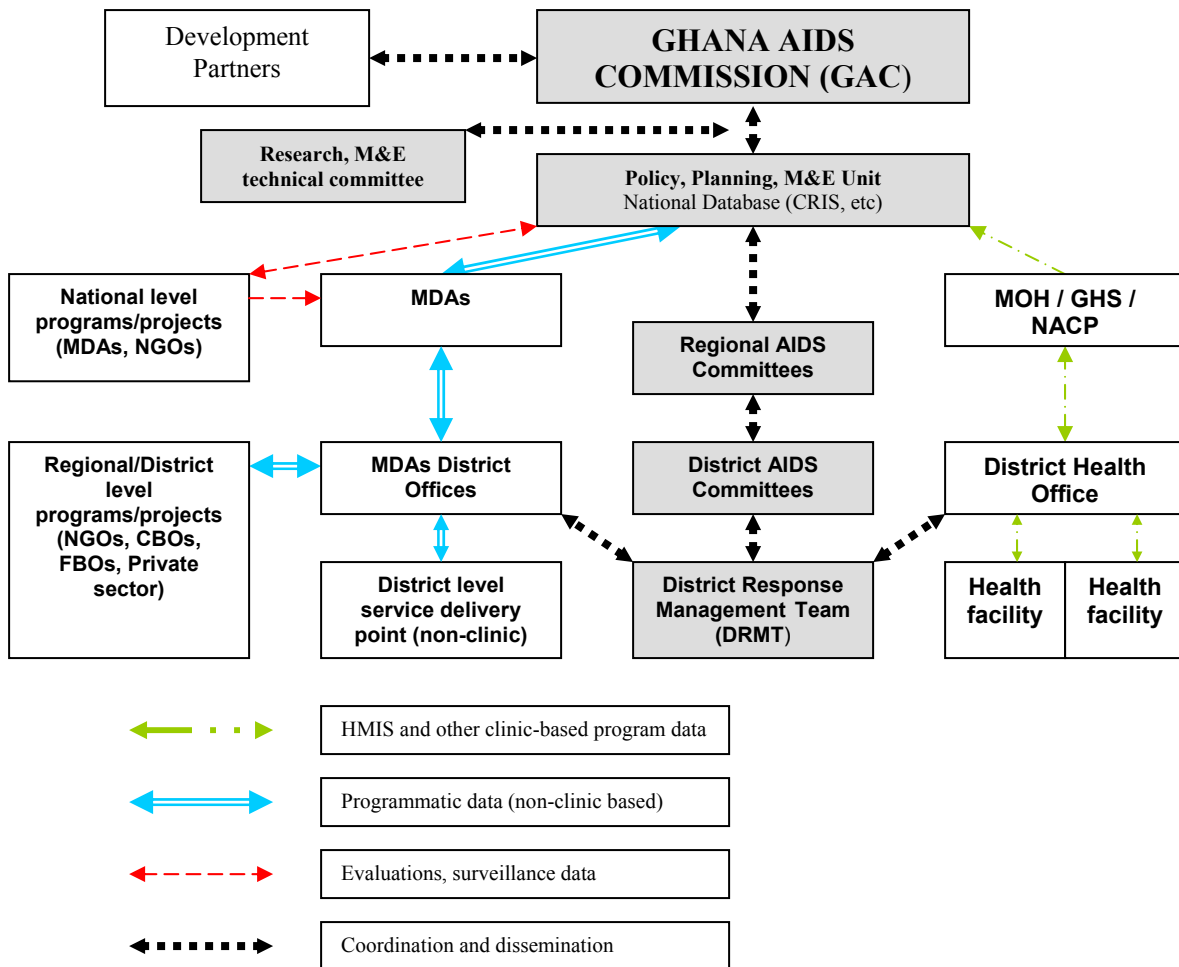 Development
Partners
GHANA AIDS
COMMISSION (GAC)
Research, M&E
technical committee
Policy, Planning, M&E Unit
National Database (CRIS, etc)
National level
programs/projects
(MDAs, NGOs)
MDAs
MOH / GHS /
NACP
Regional AIDS
Committees
Regional/District
level
programs/projects
(NGOs, CBOs,
FBOs, Private
sector)
MDAs District
Offices
District AIDS
Committees
District Health
Office
District level
service delivery
point (non-clinic)
District Response
Management Team
(DRMT)
Health
facility
Health
facility
HMIS and other clinic-based program data
Programmatic data (non-clinic based)
Evaluations, surveillance data
Coordination and dissemination